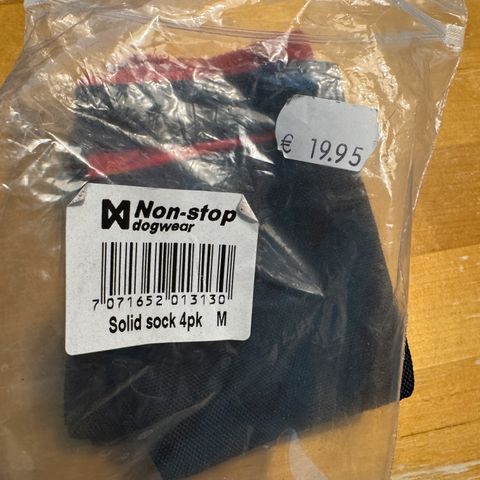 € 19.95
Non-stop
dogwear
7 071652 013130
Solid sock 4pk M